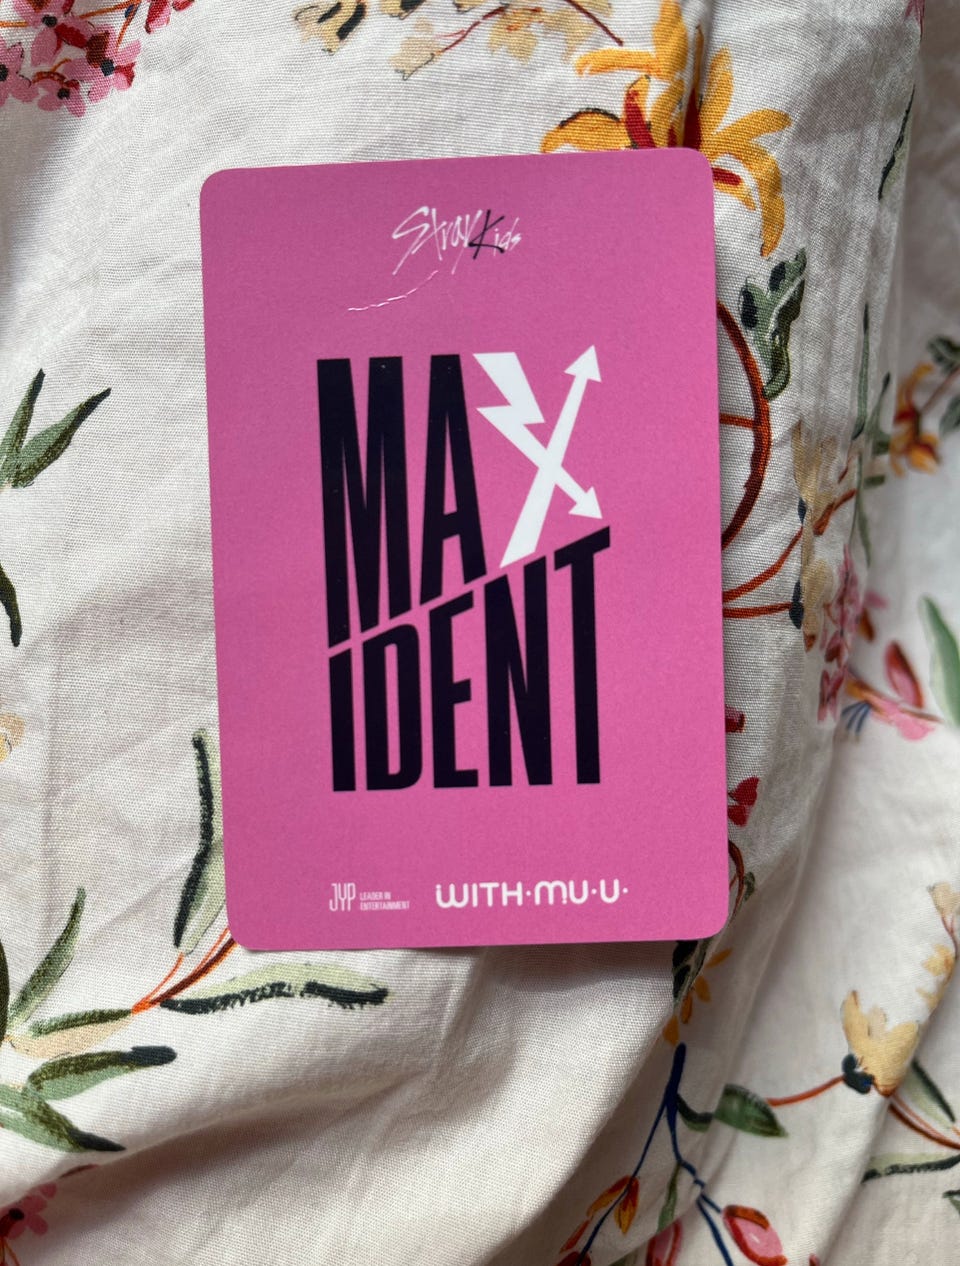 Stray Kids
MAX
IDENT
JYP LEADER IN
ENTERTAINMENT
WITH·MU·U·